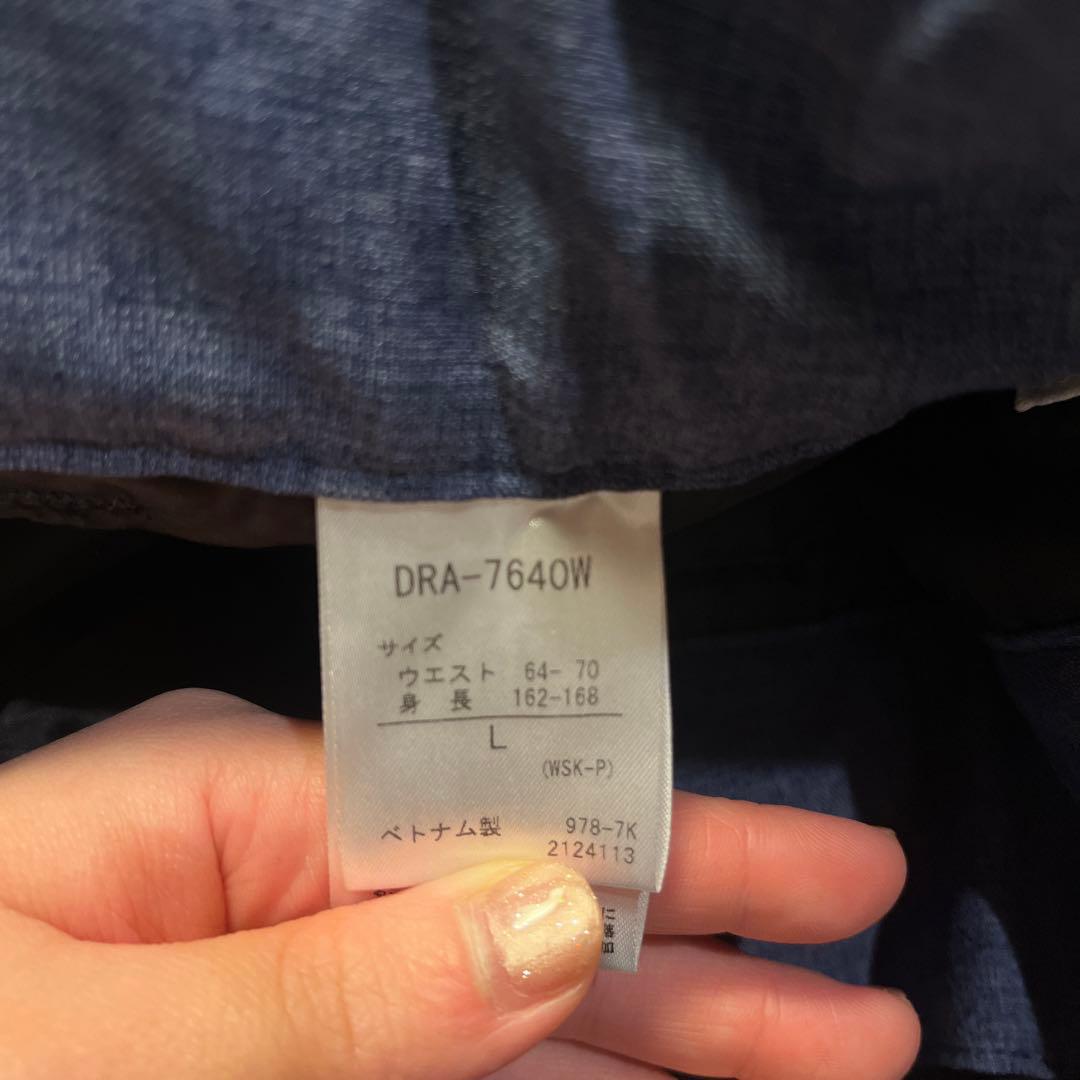 DRA-7640W
サイズ
ウエスト 64- 70
身 長 162-168
L
(WSK-P)
ベトナム製 978-7K
2124113